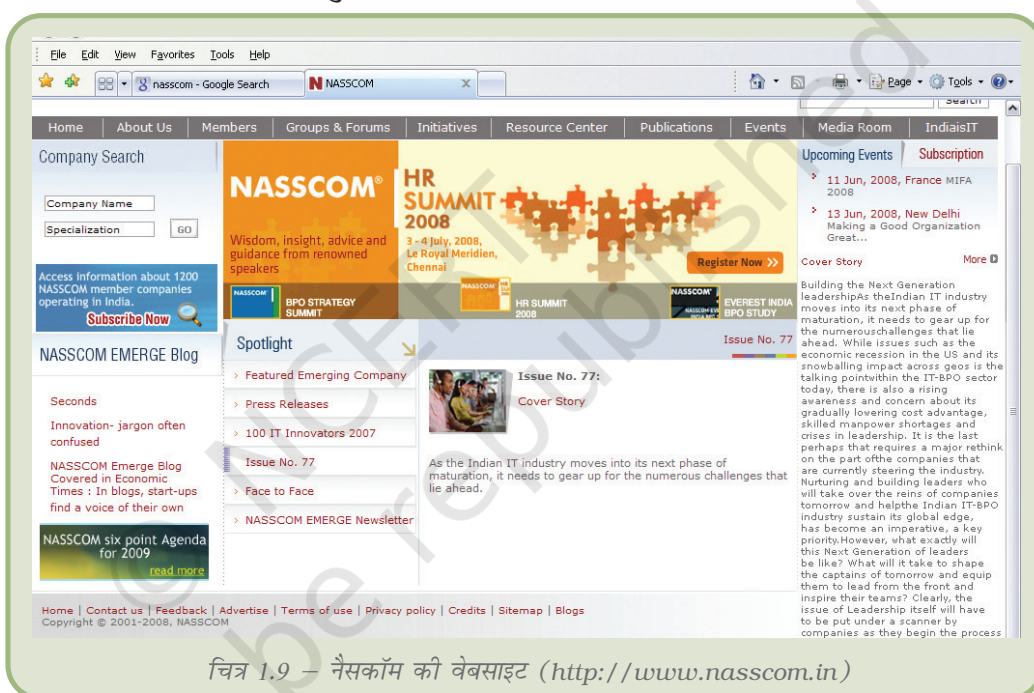 File Edit View Favorites Tools Help
nasscom - Google Search
NASSCOM
Page
Tools
Search
Home
About Us
Members
Groups & Forums
Initiatives
Resource Center
Publications
Events
Media Room
IndiaisIT
Company Search
Company Name
Specialization
GO
Access information about 1200
NASSCOM member companies
operating in India.
Subscribe Now
NASSCOM EMERGE Blog
Seconds
Innovation- jargon often
confused
NASSCOM Emerge Blog
Covered in Economic
Times : In blogs, start-ups
find a voice of their own
NASSCOM six point Agenda
for 2009
read more
NASSCOM®
Wisdom, insight, advice and
guidance from renowned
speakers
HR
SUMMIT
2008
3 - 4 July, 2008,
Le Royal Meridien,
Chennai
Register Now >>
NASSCOM
BPO STRATEGY
SUMMIT
NASSCOM
HR SUMMIT
2008
NASSCOM
EVEREST INDIA
BPO STUDY
Spotlight
Issue No. 77
Featured Emerging Company
Press Releases
100 IT Innovators 2007
Issue No. 77
Face to Face
NASSCOM EMERGE Newsletter
Issue No. 77:
Cover Story
As the Indian IT industry moves into its next phase of
maturation, it needs to gear up for the numerous challenges that
lie ahead.
Upcoming Events
Subscription
11 Jun, 2008, France MIFA
2008
13 Jun, 2008, New Delhi
Making a Good
Organization
Great...
Cover Story
More
Building the Next Generation
leadershipAs theIndian IT industry
moves into its next phase of
maturation, it needs to gear up for
the numerouschallenges that lie
ahead. While issues such as the
economic recession in the US and its
snowballing impact across geos is the
talking pointwithin the IT-BPO sector
today, there is also a rising
awareness and concern about its
gradually lowering cost advantage,
skilled manpower shortages and
crises in leadership. It is the last
perhaps that requires a major rethink
on the part ofthe companies that
are currently steering the industry.
Nurturing and building leaders who
will take over the reins of companies
tomorrow and helpthe Indian IT-BPO
industry sustain its global edge,
has become an imperative, a key
priority.However, what exactly will
this Next Generation of leaders
be like? What will it take to shape
the captains of tomorrow and equip
them to lead from the front and
inspire their teams? Clearly, the
issue of Leadership itself will have
to be put under a scanner by
companies as they begin the process
Home | Contact us | Feedback | Advertise | Terms of use | Privacy policy | Credits | Sitemap | Blogs
Copyright © 2001-2008, NASSCOM
चित्र 1.9 – नैसकॉम की वेबसाइट (http://www.nasscom.in)
© NCERT
be republished